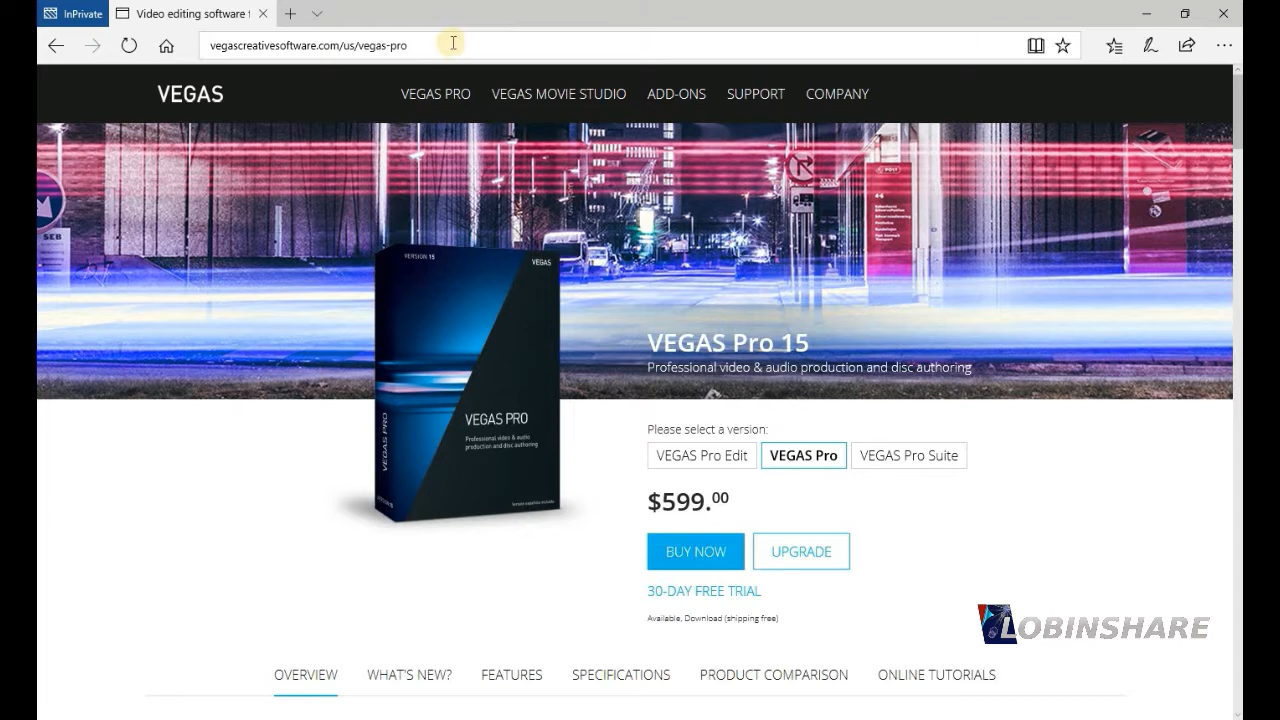 InPrivate
Video editing software f
vegascreativesoftware.com/us/vegas-pro
VEGAS
VEGAS PRO
VEGAS MOVIE STUDIO
ADD-ONS
SUPPORT
COMPANY
SEB
POST
VERSION 15
VEGAS
VEGAS PRO
Professional video & audio
production and disc authoring
VEGAS PRO
VEGAS Pro 15
Professional video & audio production and disc authoring
Please select a version:
VEGAS Pro Edit
VEGAS Pro
VEGAS Pro Suite
$599.00
BUY NOW
UPGRADE
30-DAY FREE TRIAL
Available, Download (shipping free)
LOBINSHARE
OVERVIEW
WHAT'S NEW?
FEATURES
SPECIFICATIONS
PRODUCT COMPARISON
ONLINE TUTORIALS